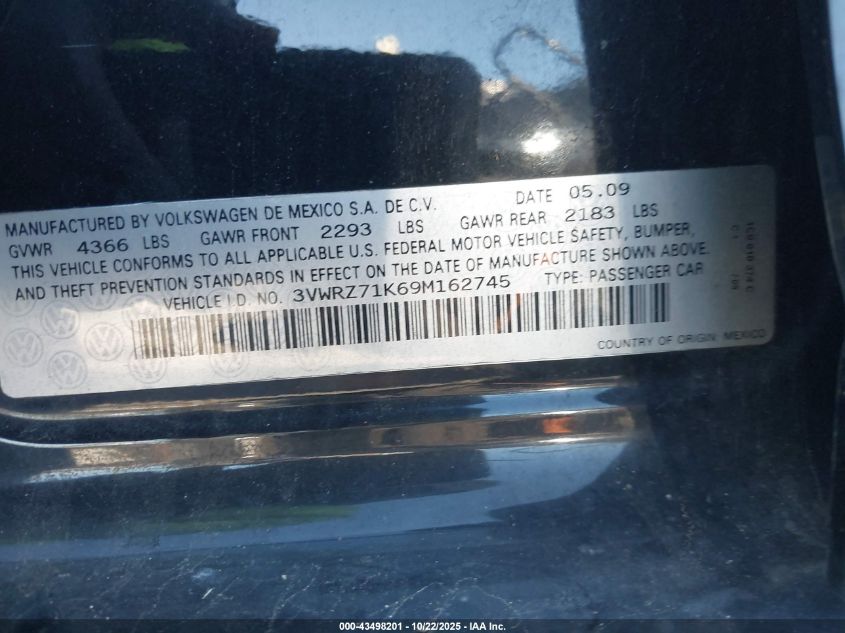 MANUFACTURED BY VOLKSWAGEN DE MEXICO S.A. DE C.V. DATE 05.09
GVWR 4366 LBS GAWR FRONT 2293 LBS GAWR REAR 2183 LBS
THIS VEHICLE CONFORMS TO ALL APPLICABLE U.S. FEDERAL MOTOR VEHICLE SAFETY, BUMPER,
AND THEFT PREVENTION STANDARDS IN EFFECT ON THE DATE OF MANUFACTURE SHOWN ABOVE.
VEHICLE I.D. NO. 3VWRZ71K69M162745 TYPE: PASSENGER CAR
COUNTRY OF ORIGIN: MEXICO
000-43498201 - 10/22/2025 - IAA Inc.